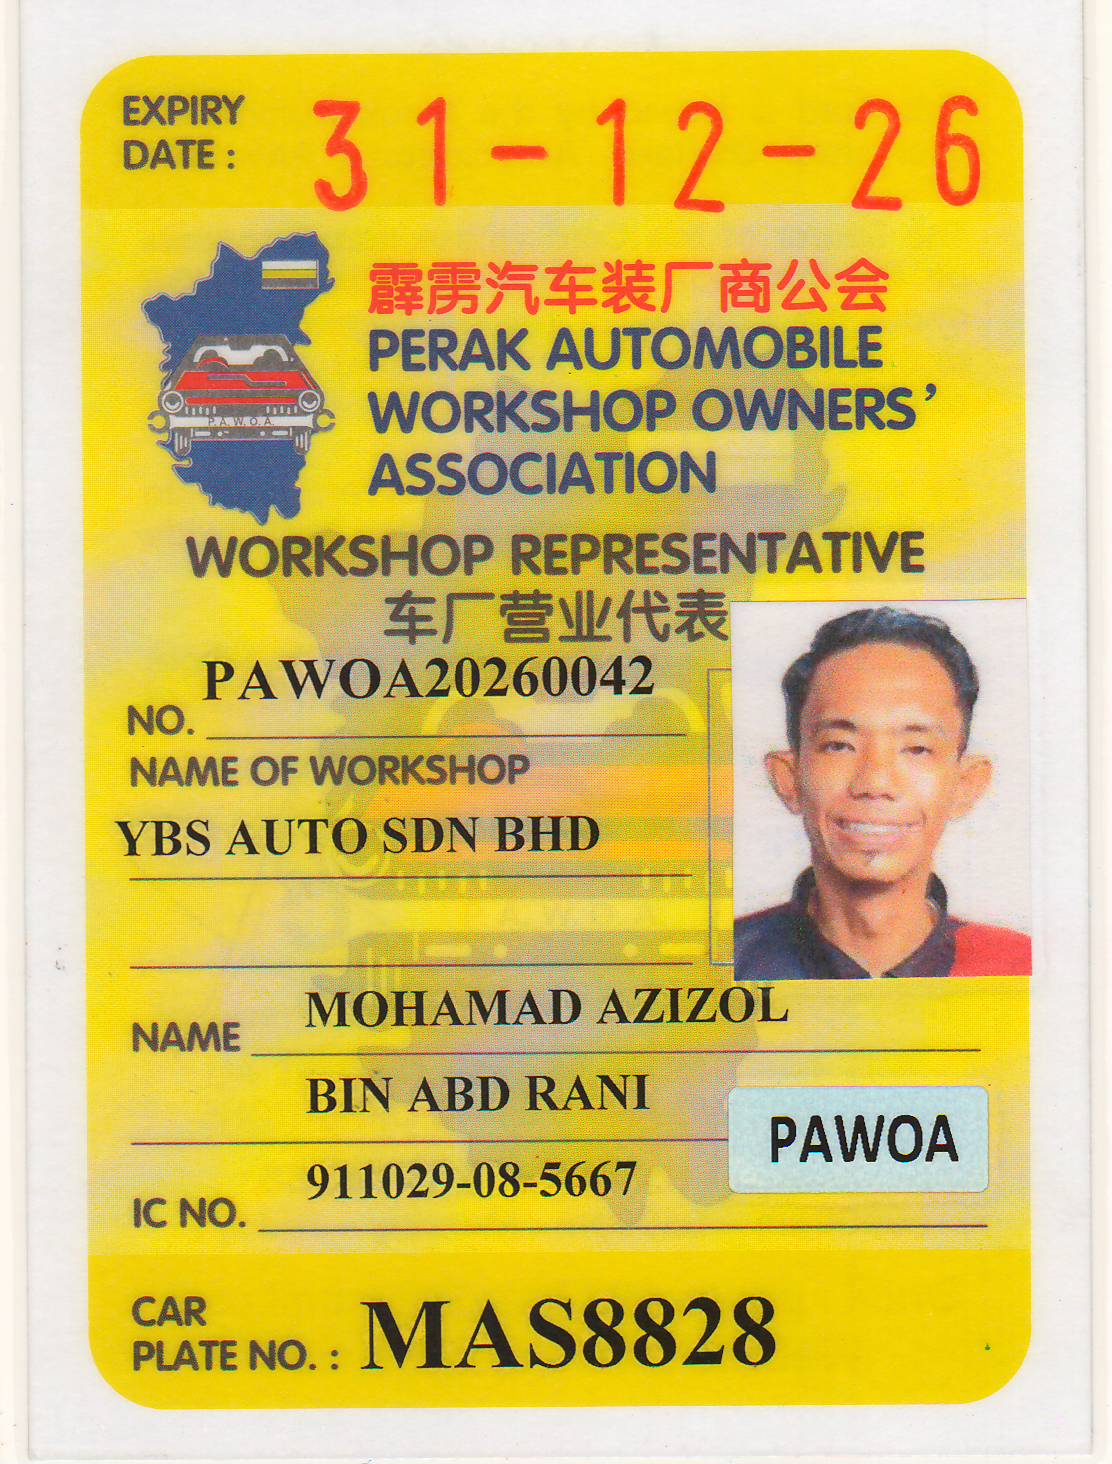 EXPIRY
DATE : 31-12-26
霹雳汽车装厂商公会
PERAK AUTOMOBILE
WORKSHOP OWNERS'
ASSOCIATION
P.A.W.O.A.
WORKSHOP REPRESENTATIVE
车厂营业代表
NO. PAWOA20260042
NAME OF WORKSHOP
YBS AUTO SDN BHD
P.A.W.O.A
NAME MOHAMAD AZIZOL
BIN ABD RANI
PAWOA
IC NO. 911029-08-5667
CAR
PLATE NO. : MAS8828